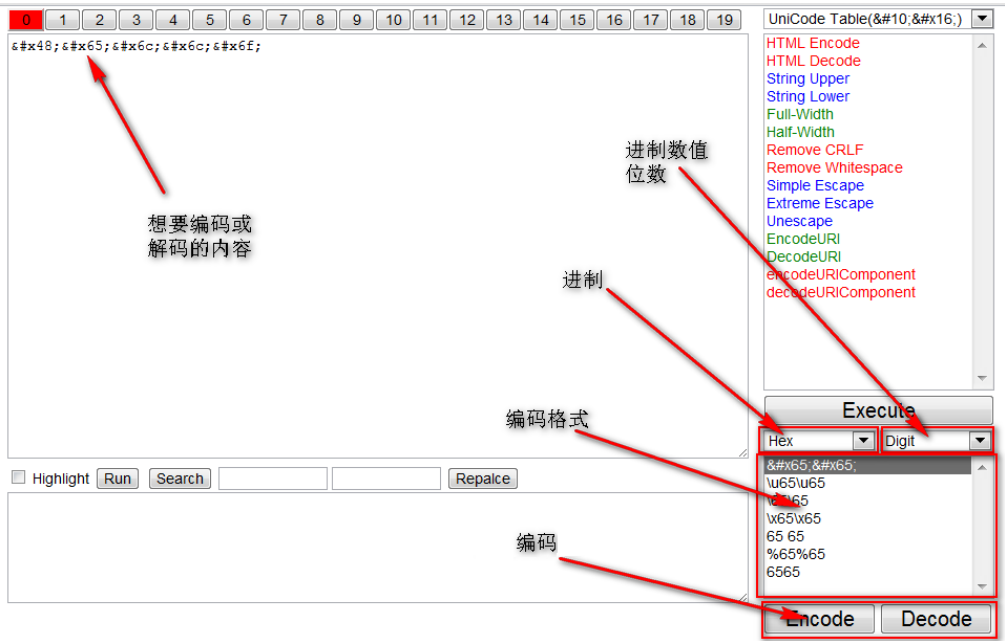 0 1 2 3 4 5 6 7 8 9 10 11 12 13 14 15 16 17 18 19
UniCode Table(&#10;&#x16;)
&#x48;&#x65;&#x6c;&#x6c;&#x6f;
HTML Encode
HTML Decode
String Upper
String Lower
Full-Width
Half-Width
Remove CRLF
Remove Whitespace
Simple Escape
Extreme Escape
Unescape
EncodeURI
DecodeURI
encodeURIComponent
decodeURIComponent
进制数值
位数
想要编码或
解码的内容
进制
编码格式
Execute
Hex Digit
&#x65;&#x65;
\u65\u65
\65\65
\x65\x65
65 65
%65%65
6565
Highlight Run Search Repalce
编码
Encode Decode